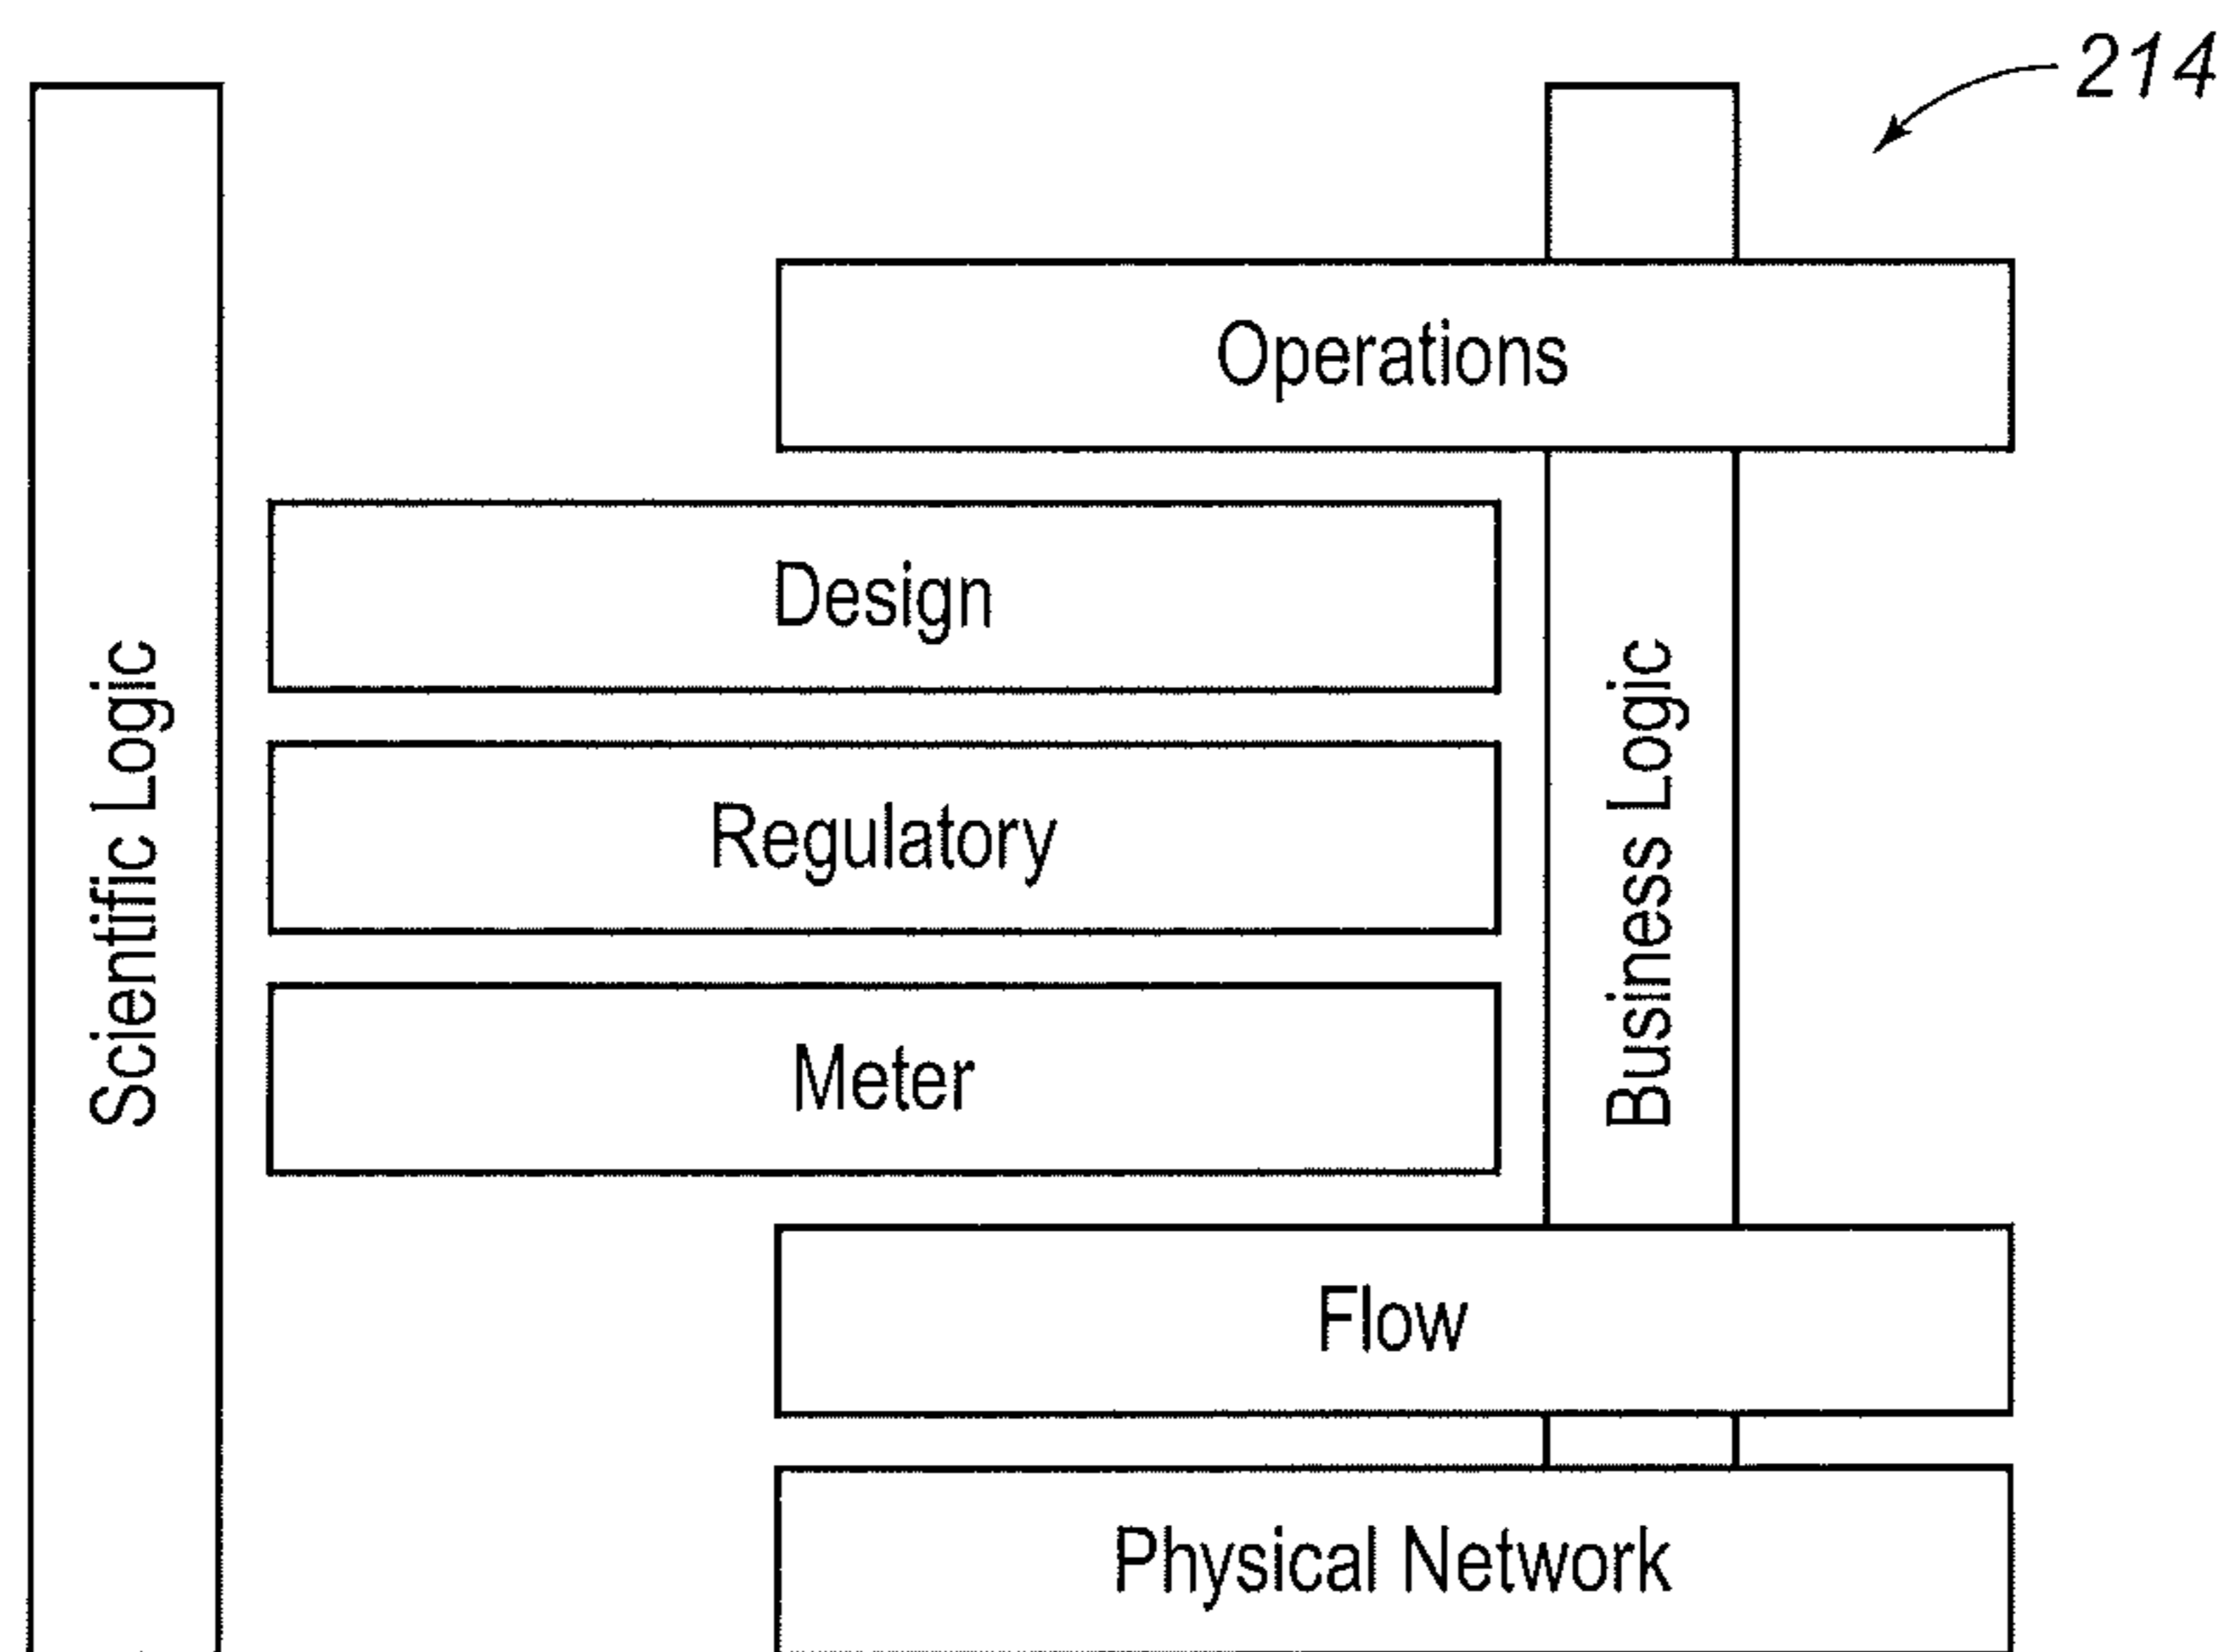 214
Operations
Design
Regulatory
Meter
Flow
Physical Network
Scientific Logic
Business Logic